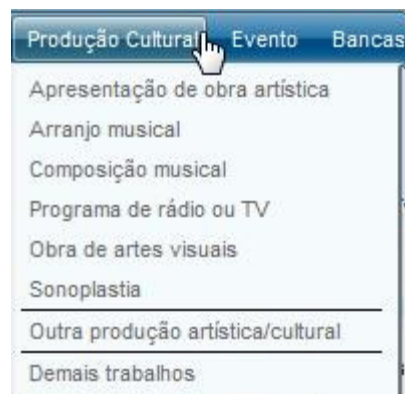 Produção Cultural Evento Bancas
Apresentação de obra artística
Arranjo musical
Composição musical
Programa de rádio ou TV
Obra de artes visuais
Sonoplastia
Outra produção artística/cultural
Demais trabalhos